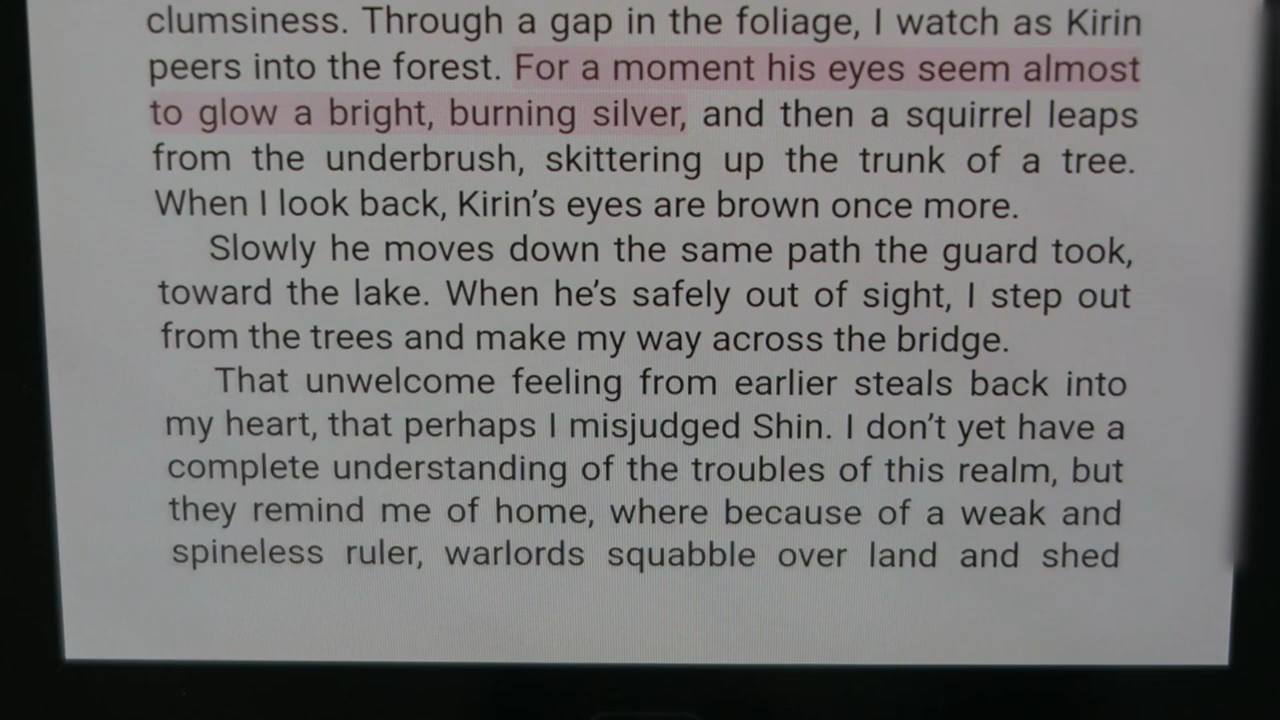 clumsiness. Through a gap in the foliage, I watch as Kirin
peers into the forest. For a moment his eyes seem almost
to glow a bright, burning silver, and then a squirrel leaps
from the underbrush, skittering up the trunk of a tree.
When I look back, Kirin’s eyes are brown once more.
Slowly he moves down the same path the guard took,
toward the lake. When he’s safely out of sight, I step out
from the trees and make my way across the bridge.
That unwelcome feeling from earlier steals back into
my heart, that perhaps I misjudged Shin. I don’t yet have a
complete understanding of the troubles of this realm, but
they remind me of home, where because of a weak and
spineless ruler, warlords squabble over land and shed